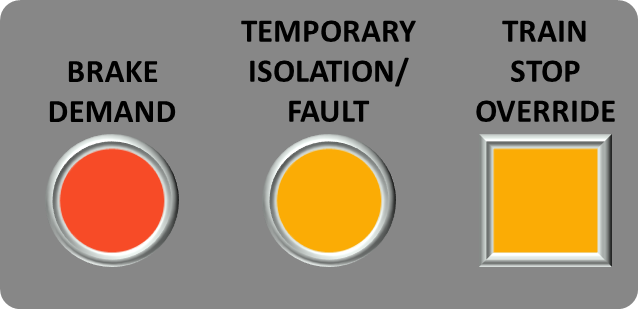 BRAKE
DEMAND
TEMPORARY
ISOLATION/
FAULT
TRAIN
STOP
OVERRIDE